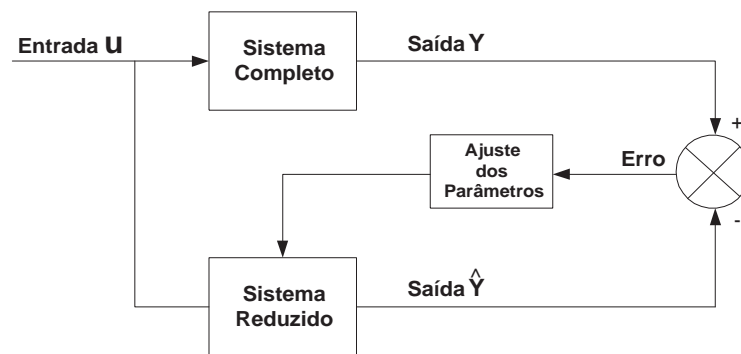 Entrada u
Sistema
Completo
Saída Y
+
Ajuste
dos
Parâmetros
Erro
-
Sistema
Reduzido
Saída Ŷ